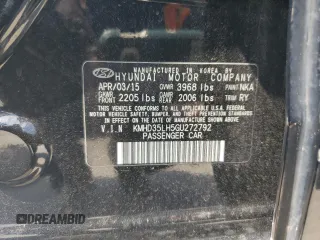 MANUFACTURED IN KOREA BY
HYUNDAI MOTOR COMPANY
APR/03/15 GVWR 3968 lbs PAINT NKA
GAWR FRONT 2205 lbs GAWR REAR 2006 lbs TRIM RY
THIS VEHICLE CONFORMS TO ALL APPLICABLE U.S. FEDERAL
MOTOR VEHICLE SAFETY, BUMPER, AND THEFT PREVENTION
STANDARDS IN EFFECT ON THE DATE OF MANUFACTURE
SHOWN ABOVE.
V.I.N: KMHD35LH5GU272792
PASSENGER CAR
DREAMBID